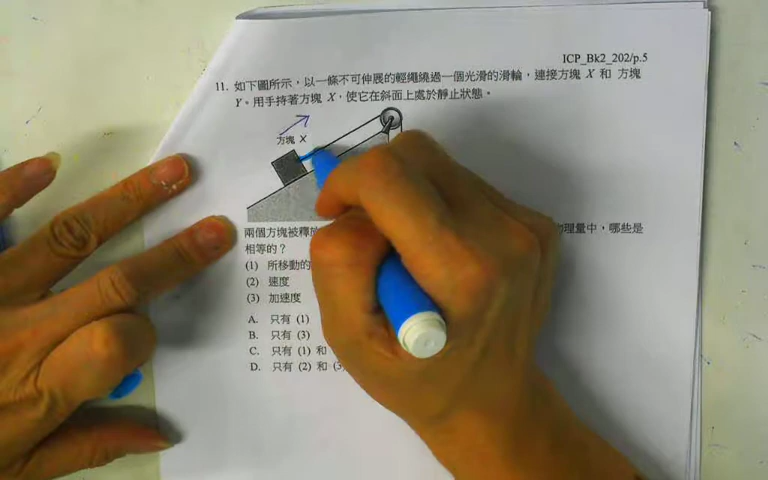 ICP_Bk2_202/p.5
11. 如下圖所示，以一條不可伸展的輕繩繞過一個光滑的滑輪，連接方塊 X 和 方塊
Y。用手持著方塊 X，使它在斜面上處於靜止狀態。
方塊 X
兩個方塊被釋放 理量中，哪些是
相等的？
(1) 所移動的
(2) 速度
(3) 加速度
A. 只有 (1)
B. 只有 (3)
C. 只有 (1) 和
D. 只有 (2) 和 (3)